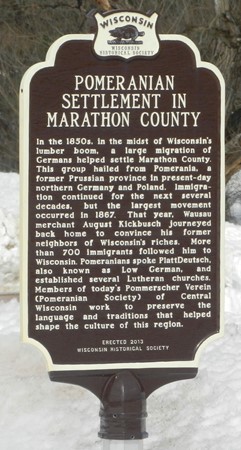 WISCONSIN
WISCONSIN
HISTORICAL SOCIETY
POMERANIAN
SETTLEMENT IN
MARATHON COUNTY
In the 1850s, in the midst of Wisconsin's
lumber boom, a large migration of
Germans helped settle Marathon County.
This group hailed from Pomerania, a
former Prussian province in present-day
northern Germany and Poland. Immigra-
tion continued for the next several
decades, but the largest movement
occurred in 1867. That year, Wausau
merchant August Kickbusch journeyed
back home to convince his former
neighbors of Wisconsin's riches. More
than 700 immigrants followed him to
Wisconsin. Pomeranians spoke PlattDeutsch,
also known as Low German, and
established several Lutheran churches.
Members of today's Pommerscher Verein
(Pomeranian Society) of Central
Wisconsin work to preserve the
language and traditions that helped
shape the culture of this region.
ERECTED 2013
WISCONSIN HISTORICAL SOCIETY